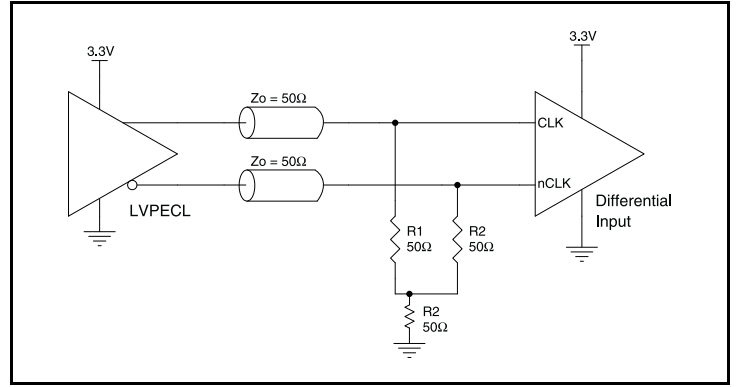 3.3V
3.3V
Zo = 50Ω
CLK
Zo = 50Ω
nCLK
LVPECL
Differential
Input
R1
50Ω
R2
50Ω
R2
50Ω